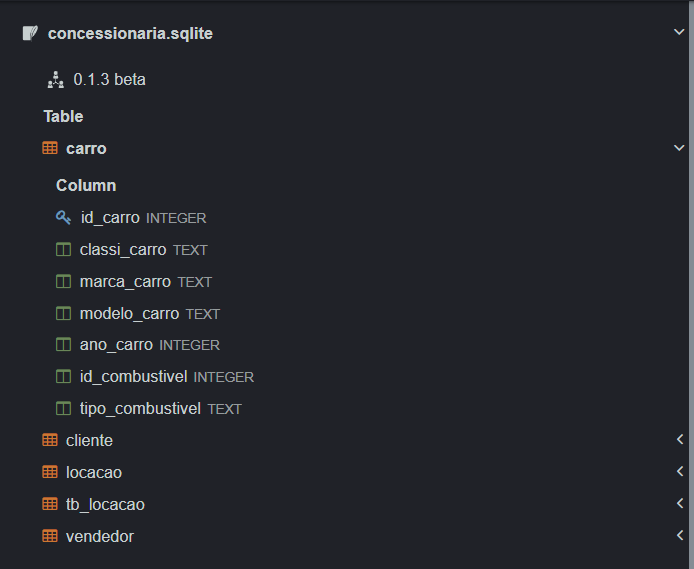 concessionaria.sqlite
0.1.3 beta
Table
carro
Column
id_carro INTEGER
classi_carro TEXT
marca_carro TEXT
modelo_carro TEXT
ano_carro INTEGER
id_combustivel INTEGER
tipo_combustivel TEXT
cliente
locacao
tb_locacao
vendedor